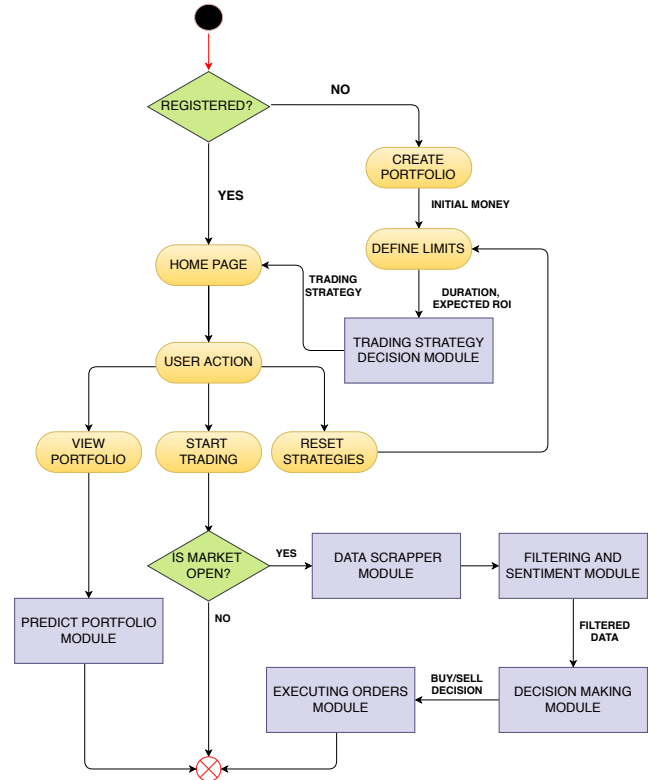 REGISTERED?
NO
CREATE
PORTFOLIO
YES
INITIAL MONEY
DEFINE LIMITS
HOME PAGE
TRADING
STRATEGY
DURATION,
EXPECTED ROI
TRADING STRATEGY
DECISION MODULE
USER ACTION
VIEW
PORTFOLIO
START
TRADING
RESET
STRATEGIES
IS MARKET
OPEN?
YES
DATA SCRAPPER
MODULE
FILTERING AND
SENTIMENT MODULE
NO
PREDICT PORTFOLIO
MODULE
FILTERED
DATA
EXECUTING ORDERS
MODULE
BUY/SELL
DECISION
DECISION MAKING
MODULE